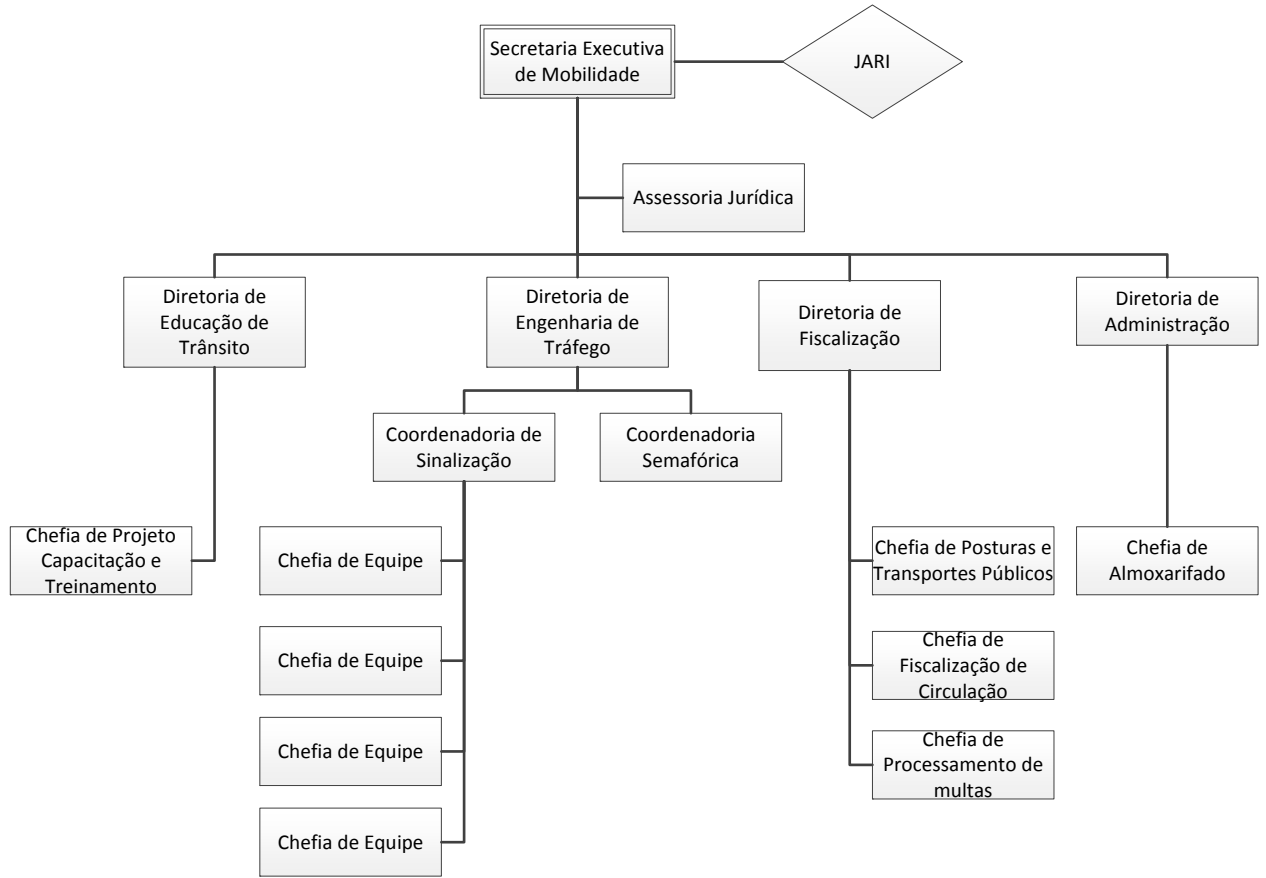 Secretaria Executiva
de Mobilidade
JARI
Assessoria Jurídica
Diretoria de
Educação de
Trânsito
Diretoria de
Engenharia de
Tráfego
Diretoria de
Fiscalização
Diretoria de
Administração
Coordenadoria de
Sinalização
Coordenadoria
Semafórica
Chefia de Projeto
Capacitação e
Treinamento
Chefia de Equipe
Chefia de Posturas e
Transportes Públicos
Chefia de
Almoxarifado
Chefia de Equipe
Chefia de
Fiscalização de
Circulação
Chefia de Equipe
Chefia de
Processamento de
multas
Chefia de Equipe